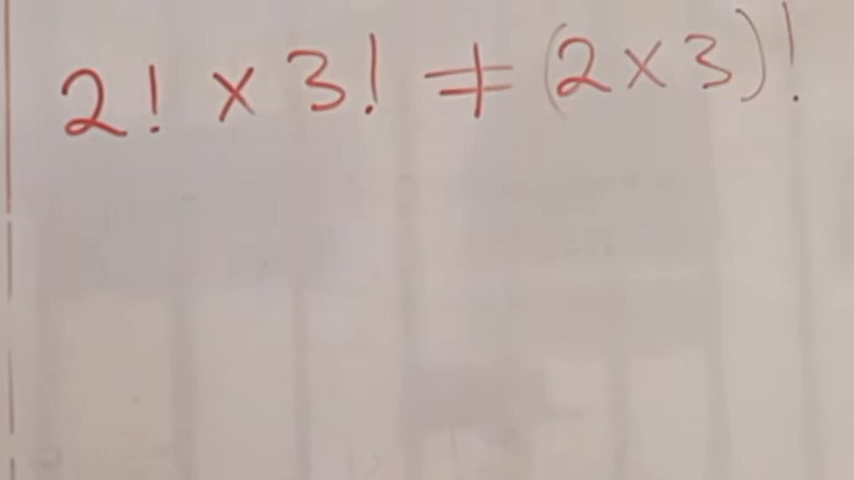 2! × 3! ≠ (2 × 3)!